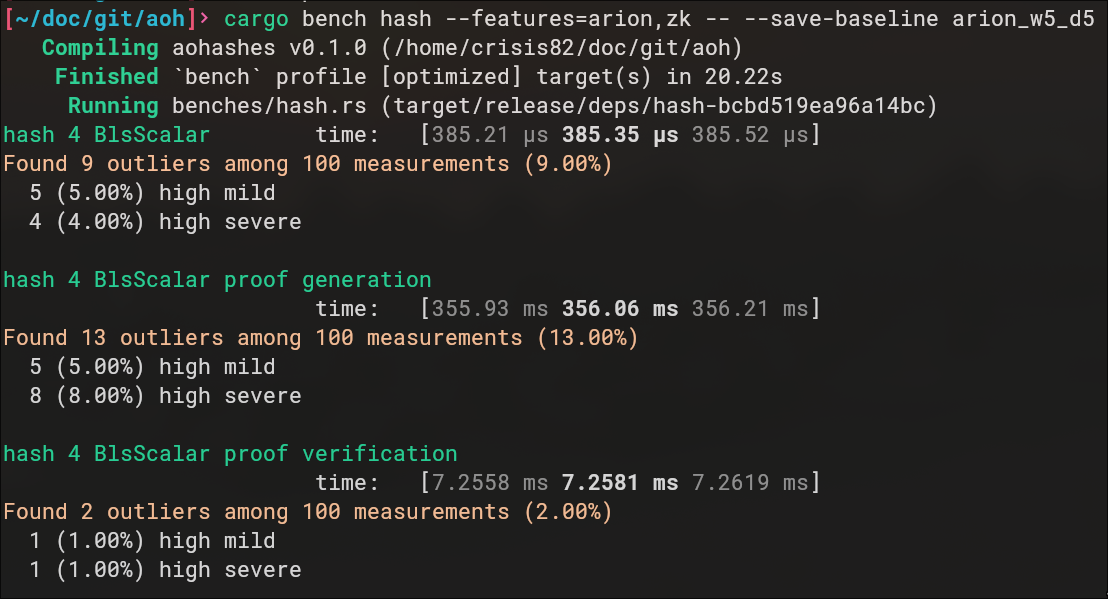 [~/doc/git/aoh]› cargo bench hash --features=arion,zk -- --save-baseline arion_w5_d5
Compiling aohashes v0.1.0 (/home/crisis82/doc/git/aoh)
Finished `bench` profile [optimized] target(s) in 20.22s
Running benches/hash.rs (target/release/deps/hash-bcbd519ea96a14bc)
hash 4 BlsScalar time: [385.21 µs 385.35 µs 385.52 µs]
Found 9 outliers among 100 measurements (9.00%)
5 (5.00%) high mild
4 (4.00%) high severe
hash 4 BlsScalar proof generation
time: [355.93 ms 356.06 ms 356.21 ms]
Found 13 outliers among 100 measurements (13.00%)
5 (5.00%) high mild
8 (8.00%) high severe
hash 4 BlsScalar proof verification
time: [7.2558 ms 7.2581 ms 7.2619 ms]
Found 2 outliers among 100 measurements (2.00%)
1 (1.00%) high mild
1 (1.00%) high severe